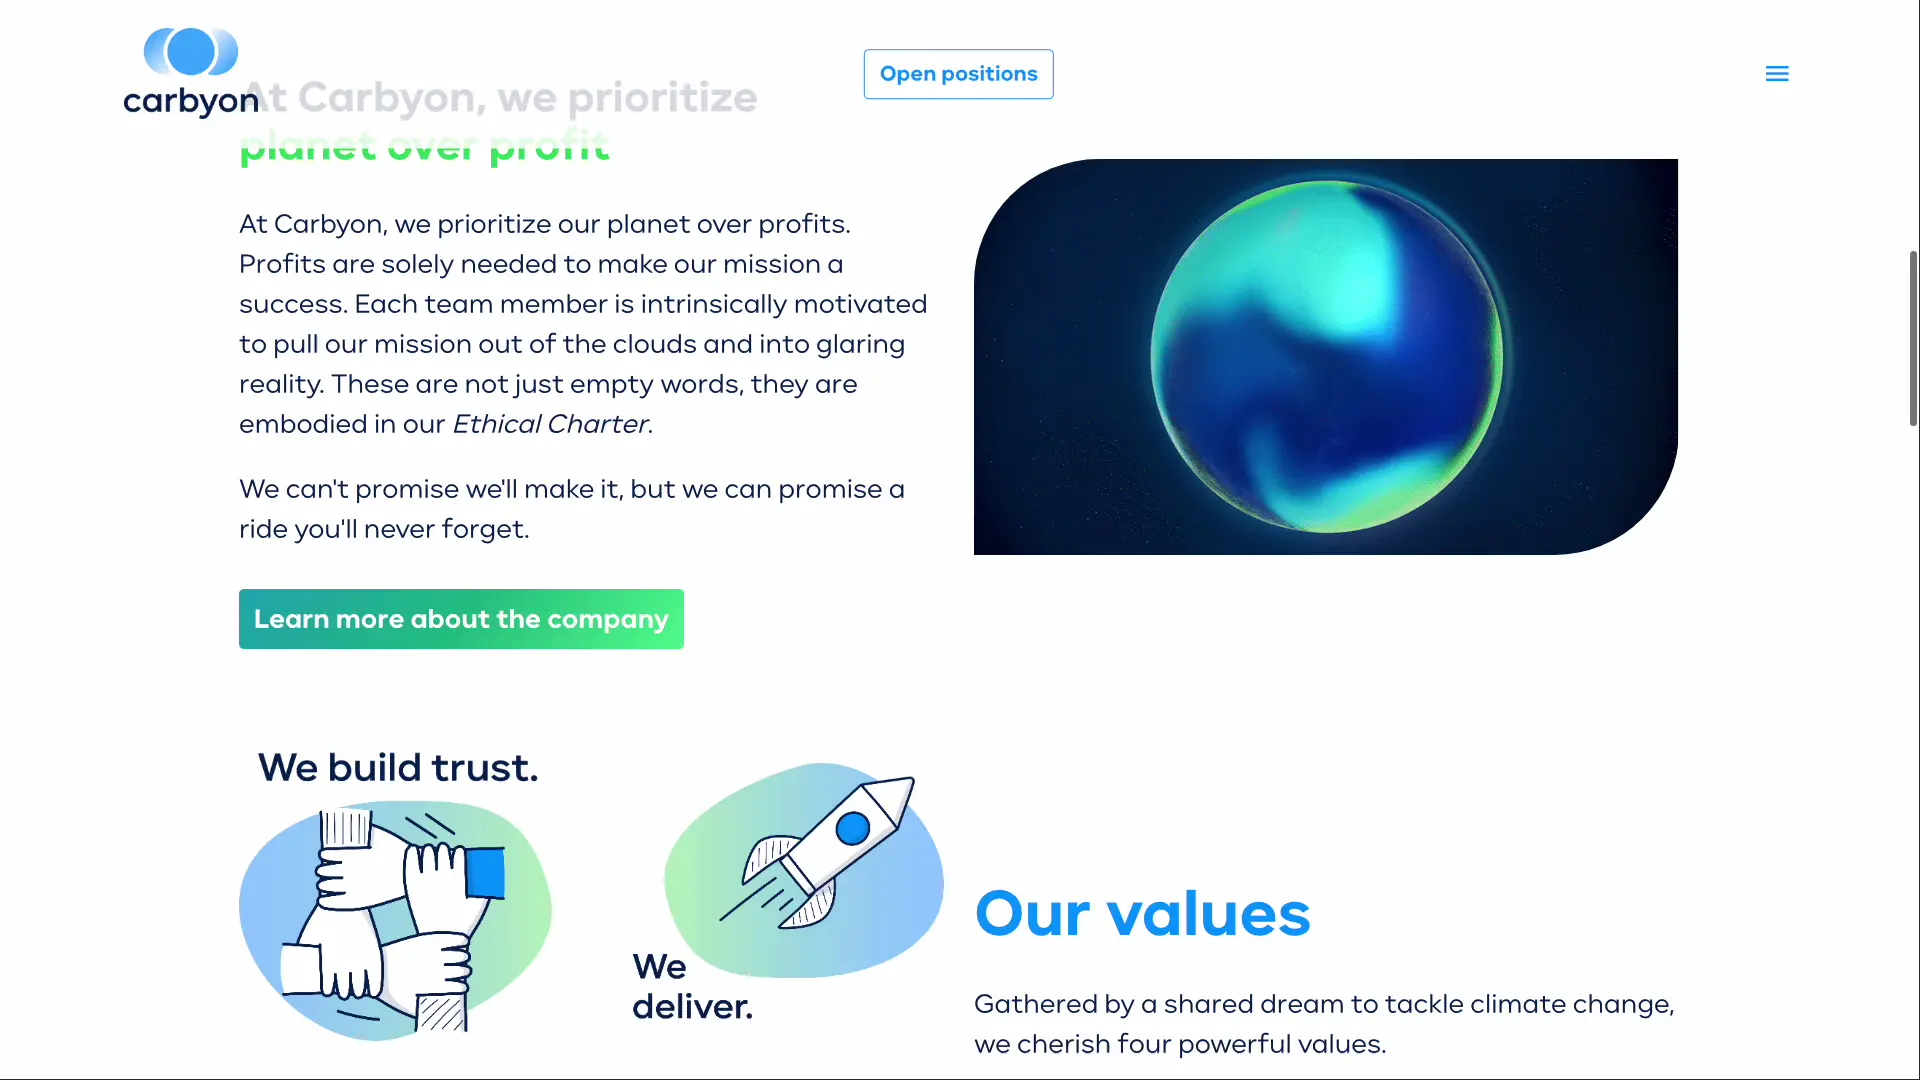 carbyon
Open positions
At Carbyon, we prioritize
planet over profit
At Carbyon, we prioritize our planet over profits.
Profits are solely needed to make our mission a
success. Each team member is intrinsically motivated
to pull our mission out of the clouds and into glaring
reality. These are not just empty words, they are
embodied in our Ethical Charter.
We can't promise we'll make it, but we can promise a
ride you'll never forget.
Learn more about the company
We build trust.
We
deliver.
Our values
Gathered by a shared dream to tackle climate change,
we cherish four powerful values.